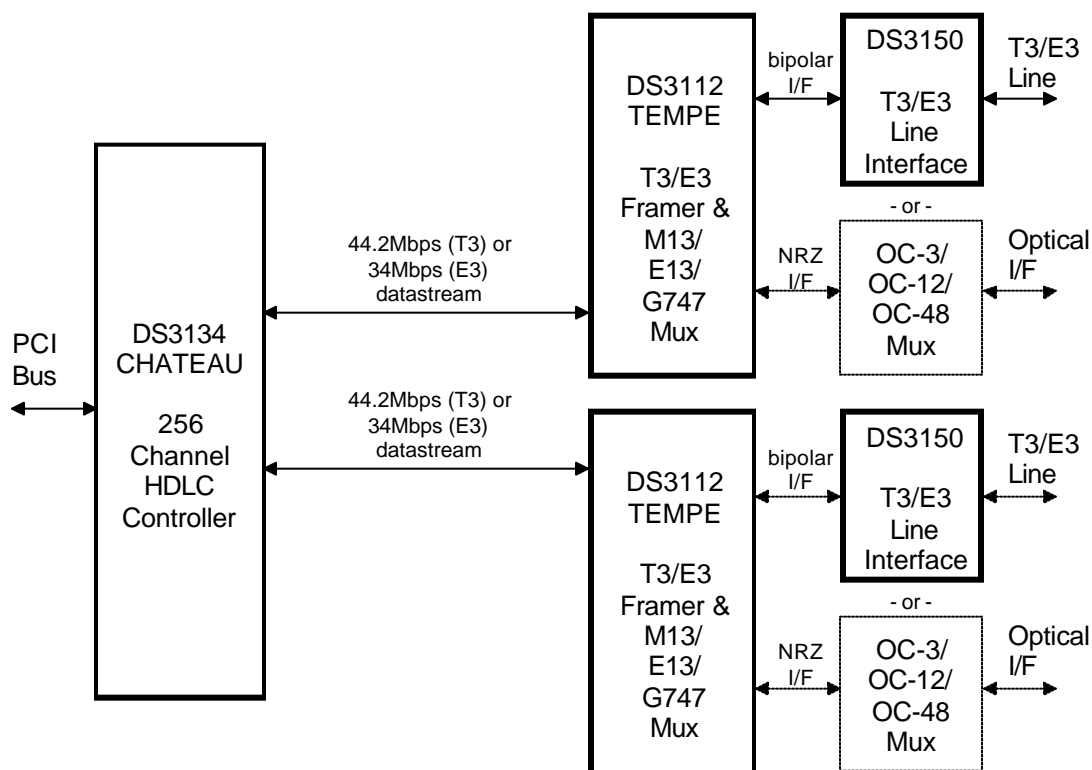 PCI
Bus
DS3134
CHATEAU
256
Channel
HDLC
Controller
44.2Mbps (T3) or
34Mbps (E3)
datastream
DS3112
TEMPE
T3/E3
Framer &
M13/
E13/
G747
Mux
bipolar
I/F
DS3150
T3/E3
Line
Interface
T3/E3
Line
- or -
NRZ
I/F
OC-3/
OC-12/
OC-48
Mux
Optical
I/F
44.2Mbps (T3) or
34Mbps (E3)
datastream
DS3112
TEMPE
T3/E3
Framer &
M13/
E13/
G747
Mux
bipolar
I/F
DS3150
T3/E3
Line
Interface
T3/E3
Line
- or -
NRZ
I/F
OC-3/
OC-12/
OC-48
Mux
Optical
I/F